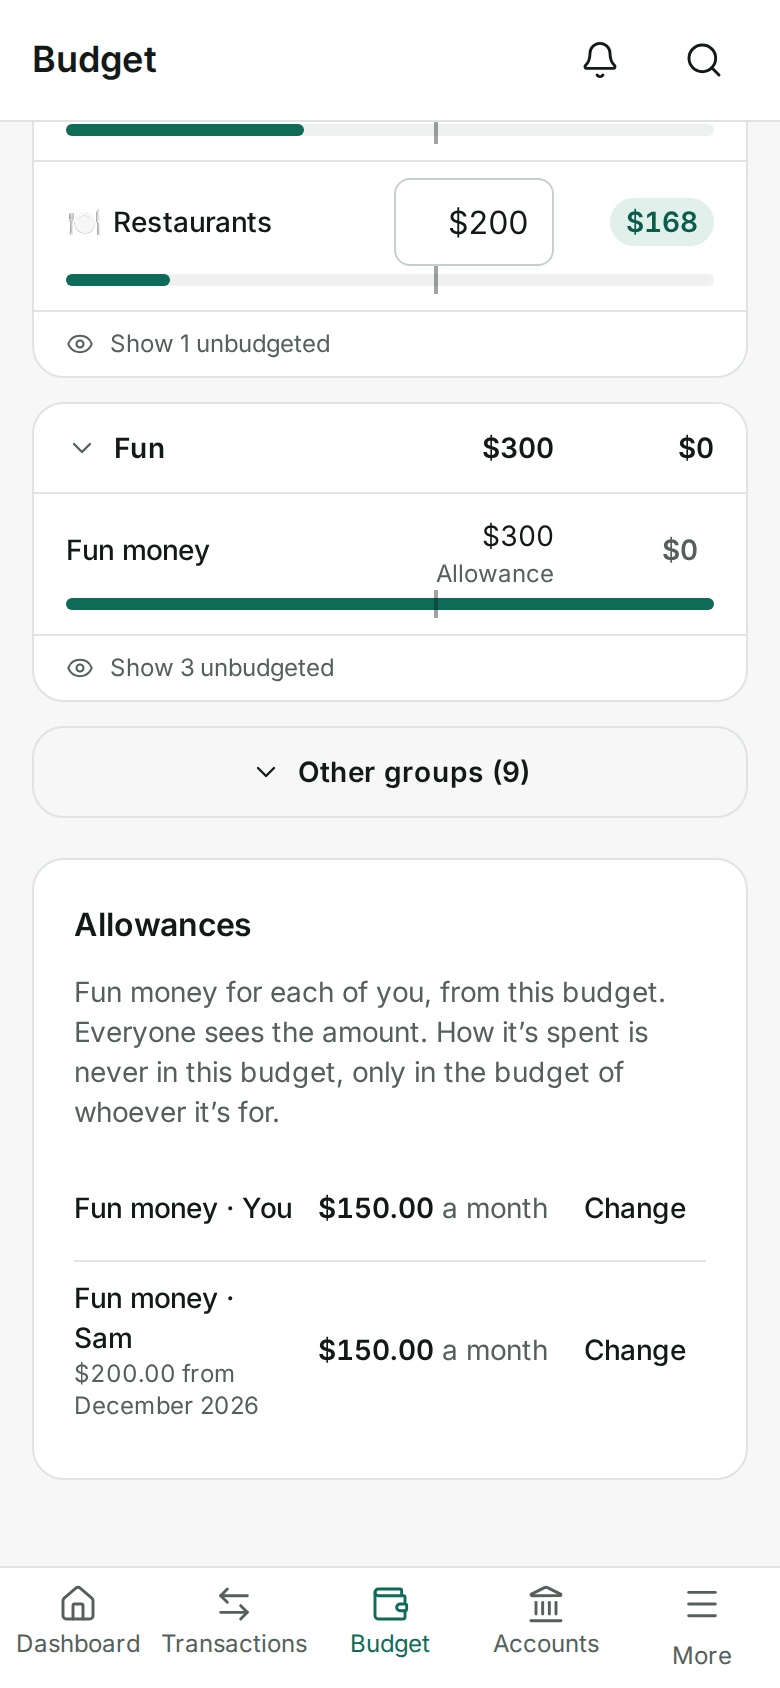 Budget
Restaurants $200 $168
Show 1 unbudgeted
Fun $300 $0
Fun money $300 $0
Allowance
Show 3 unbudgeted
Other groups (9)
Allowances
Fun money for each of you, from this budget.
Everyone sees the amount. How it’s spent is
never in this budget, only in the budget of
whoever it’s for.
Fun money · You $150.00 a month Change
Fun money ·
Sam
$150.00 a month Change
$200.00 from
December 2026
Dashboard Transactions Budget Accounts More